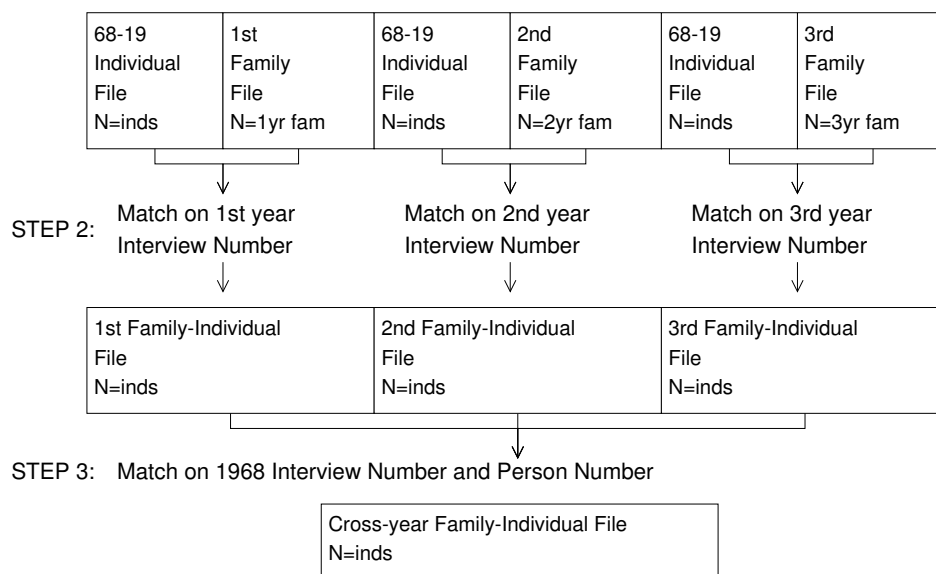 68-19
Individual
File
N=inds
1st
Family
File
N=1yr fam
68-19
Individual
File
N=inds
2nd
Family
File
N=2yr fam
68-19
Individual
File
N=inds
3rd
Family
File
N=3yr fam
STEP 2:
Match on 1st year
Interview Number
Match on 2nd year
Interview Number
Match on 3rd year
Interview Number
1st Family-Individual
File
N=inds
2nd Family-Individual
File
N=inds
3rd Family-Individual
File
N=inds
STEP 3: Match on 1968 Interview Number and Person Number
Cross-year Family-Individual File
N=inds